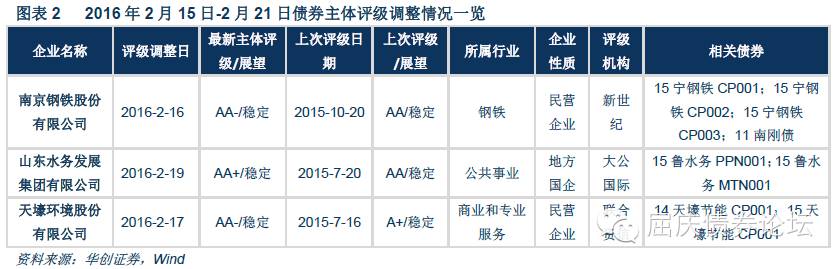 图表 2 2016 年 2 月 15 日-2 月 21 日债券主体评级调整情况一览
企业名称 评级调整日 最新主体评级/展望 上次评级日期 上次评级/展望 所属行业 企业性质 评级机构 相关债券
南京钢铁股份有限公司 2016-2-16 AA-/稳定 2015-10-20 AA/稳定 钢铁 民营企业 新世纪 15 宁钢铁 CP001；15 宁钢铁 CP002；15 宁钢铁 CP003；11 南刚债
山东水务发展集团有限公司 2016-2-19 AA+/稳定 2015-7-20 AA/稳定 公共事业 地方国企 大公国际 15 鲁水务 PPN001；15 鲁水务 MTN001
天壕环境股份有限公司 2016-2-17 AA-/稳定 2015-7-16 A+/稳定 商业和专业服务 民营企业 联合 14 天壕节能 CP001；15 天壕节能 CP001
屈庆债券论坛
资料来源：华创证券，Wind